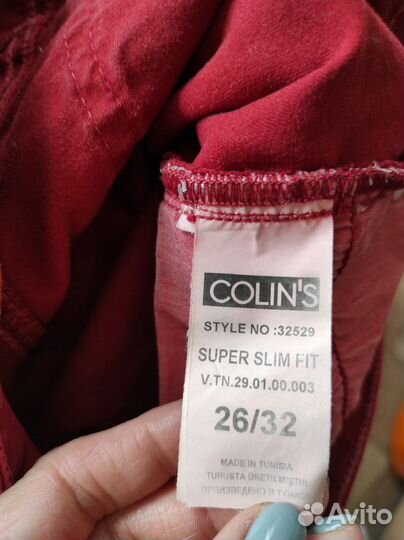 COLIN'S
STYLE NO :32529
SUPER SLIM FIT
V.TN.29.01.00.003
26/32
MADE IN TUNISIA
TUNUSTA ÜRETİLMİŞTİR
ПРОИЗВЕДЕНО В ТУНИСЕ
Avito